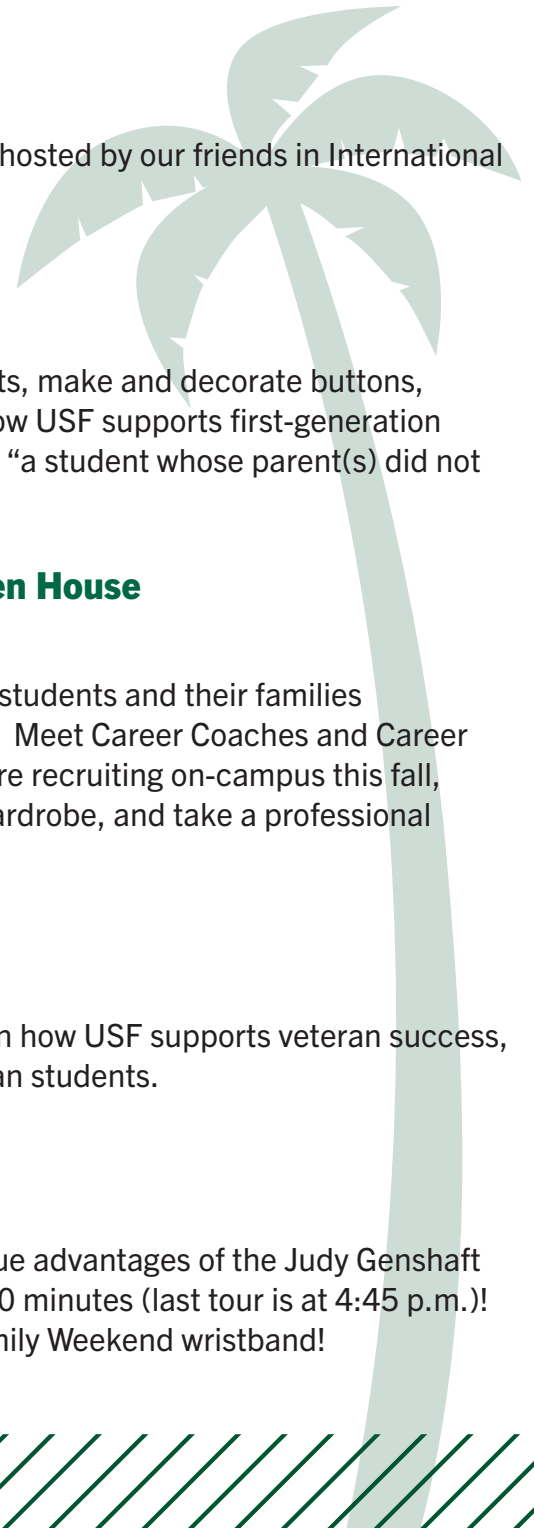 hosted by our friends in International
ts, make and decorate buttons,
ow USF supports first-generation
“a student whose parent(s) did not
en House
students and their families
Meet Career Coaches and Career
re recruiting on-campus this fall,
ardrobe, and take a professional
n how USF supports veteran success,
an students.
ue advantages of the Judy Genshaft
0 minutes (last tour is at 4:45 p.m.)!
mily Weekend wristband!